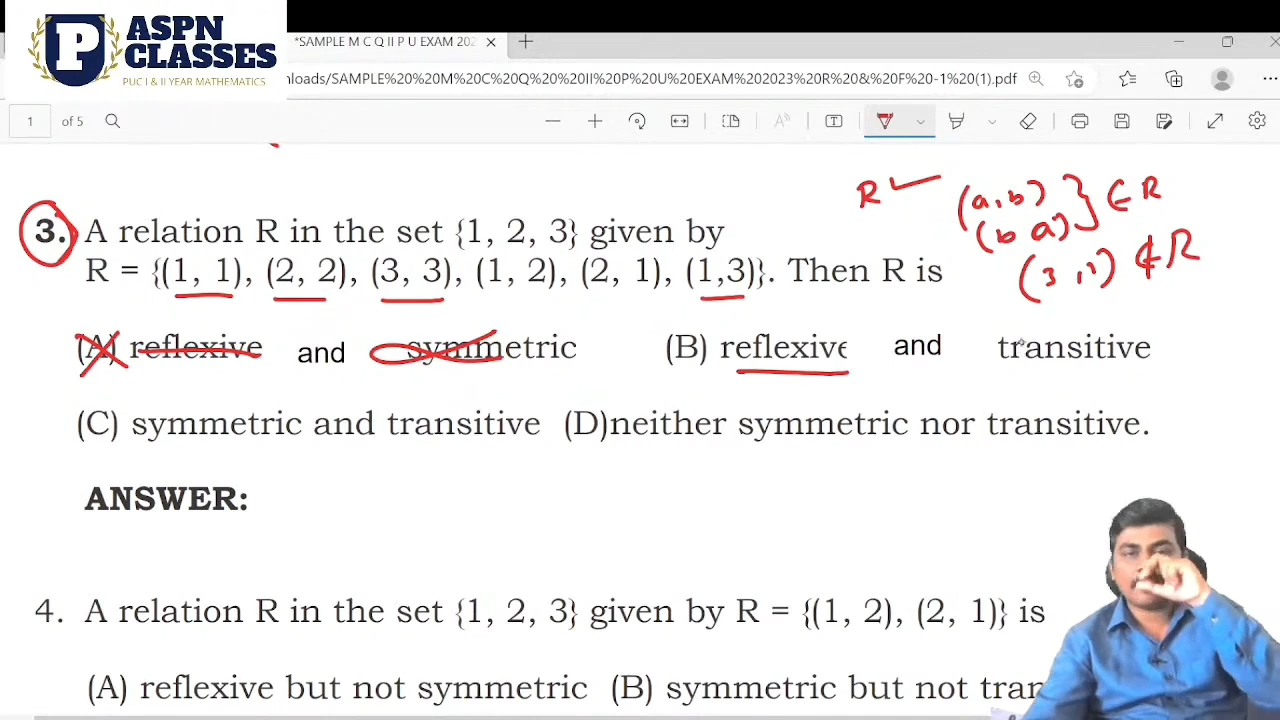 ASPN
CLASSES
PUC I & II YEAR MATHEMATICS
P
*SAMPLE M C Q II P U EXAM 202
nloads/SAMPLE%20%20M%20C%20Q%20%20II%20P%20U%20EXAM%202023%20R%20&%20F%20-1%20(1).pdf
1 of 5
R ✓ (a,b) } ∈ R
(b a)
(3,1) ∉ R
3. A relation R in the set {1, 2, 3} given by
R = {(1, 1), (2, 2), (3, 3), (1, 2), (2, 1), (1,3)}. Then R is
(A) reflexive and symmetric (B) reflexive and transitive
(C) symmetric and transitive (D)neither symmetric nor transitive.
ANSWER:
4. A relation R in the set {1, 2, 3} given by R = {(1, 2), (2, 1)} is
(A) reflexive but not symmetric (B) symmetric but not tran